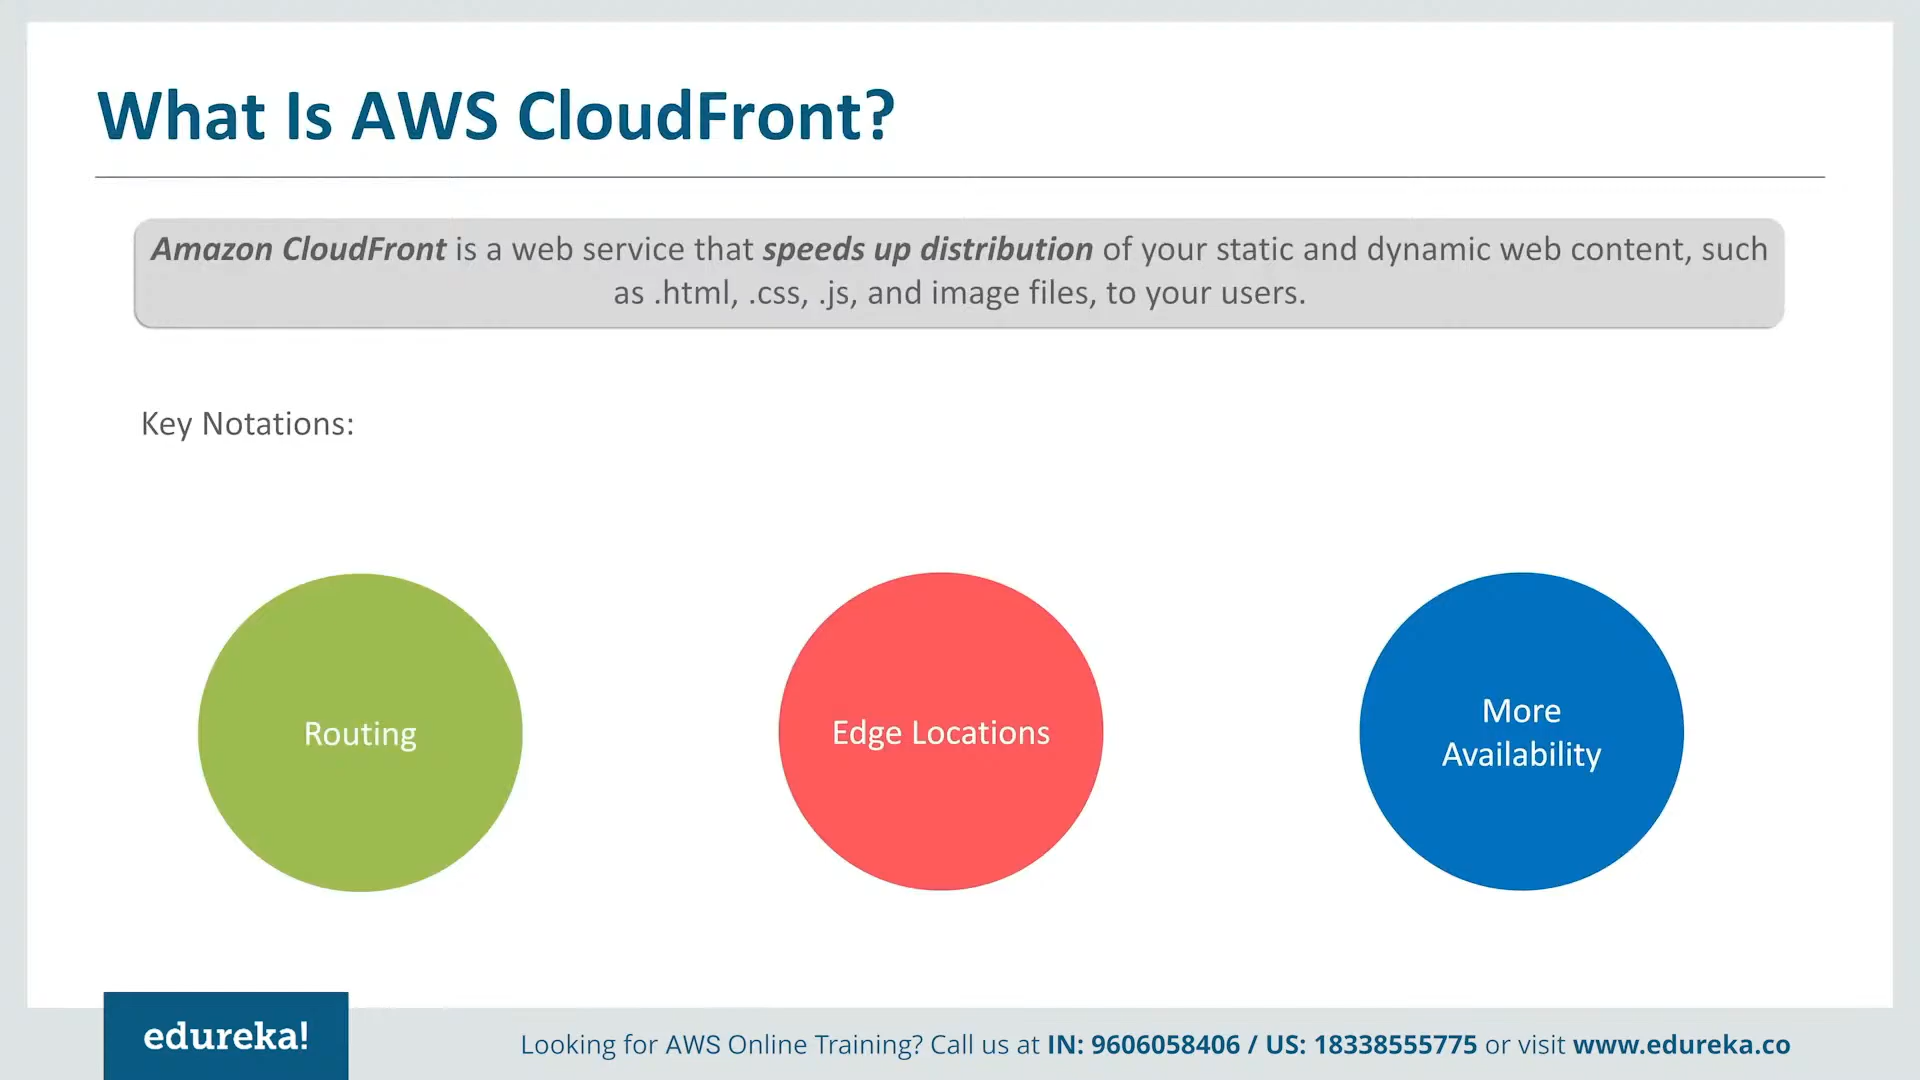 What Is AWS CloudFront?
Amazon CloudFront is a web service that speeds up distribution of your static and dynamic web content, such
as .html, .css, .js, and image files, to your users.
Key Notations:
Routing
Edge Locations
More
Availability
edureka!
Looking for AWS Online Training? Call us at IN: 9606058406 / US: 18338555775 or visit www.edureka.co